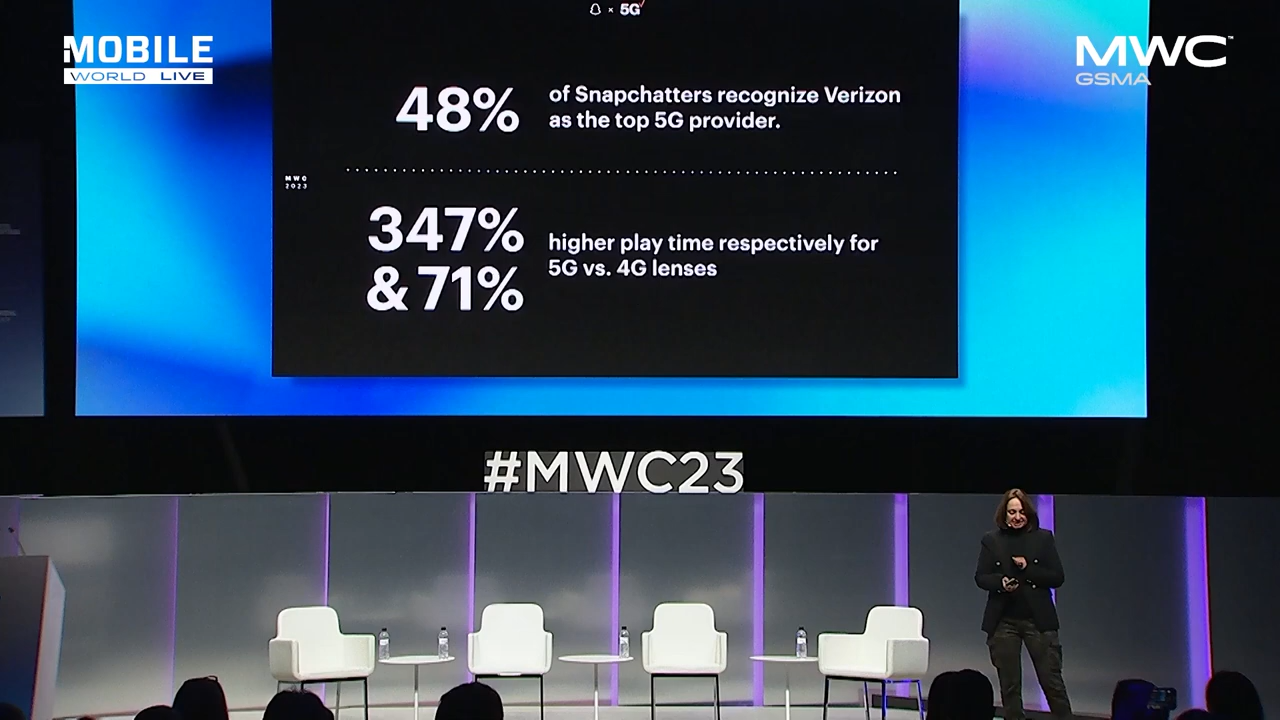 MOBILE
WORLD LIVE
MWC™
GSMA
× 5G
48%
of Snapchatters recognize Verizon
as the top 5G provider.
MWC
2023
347%
& 71%
higher play time respectively for
5G vs. 4G lenses
#MWC23